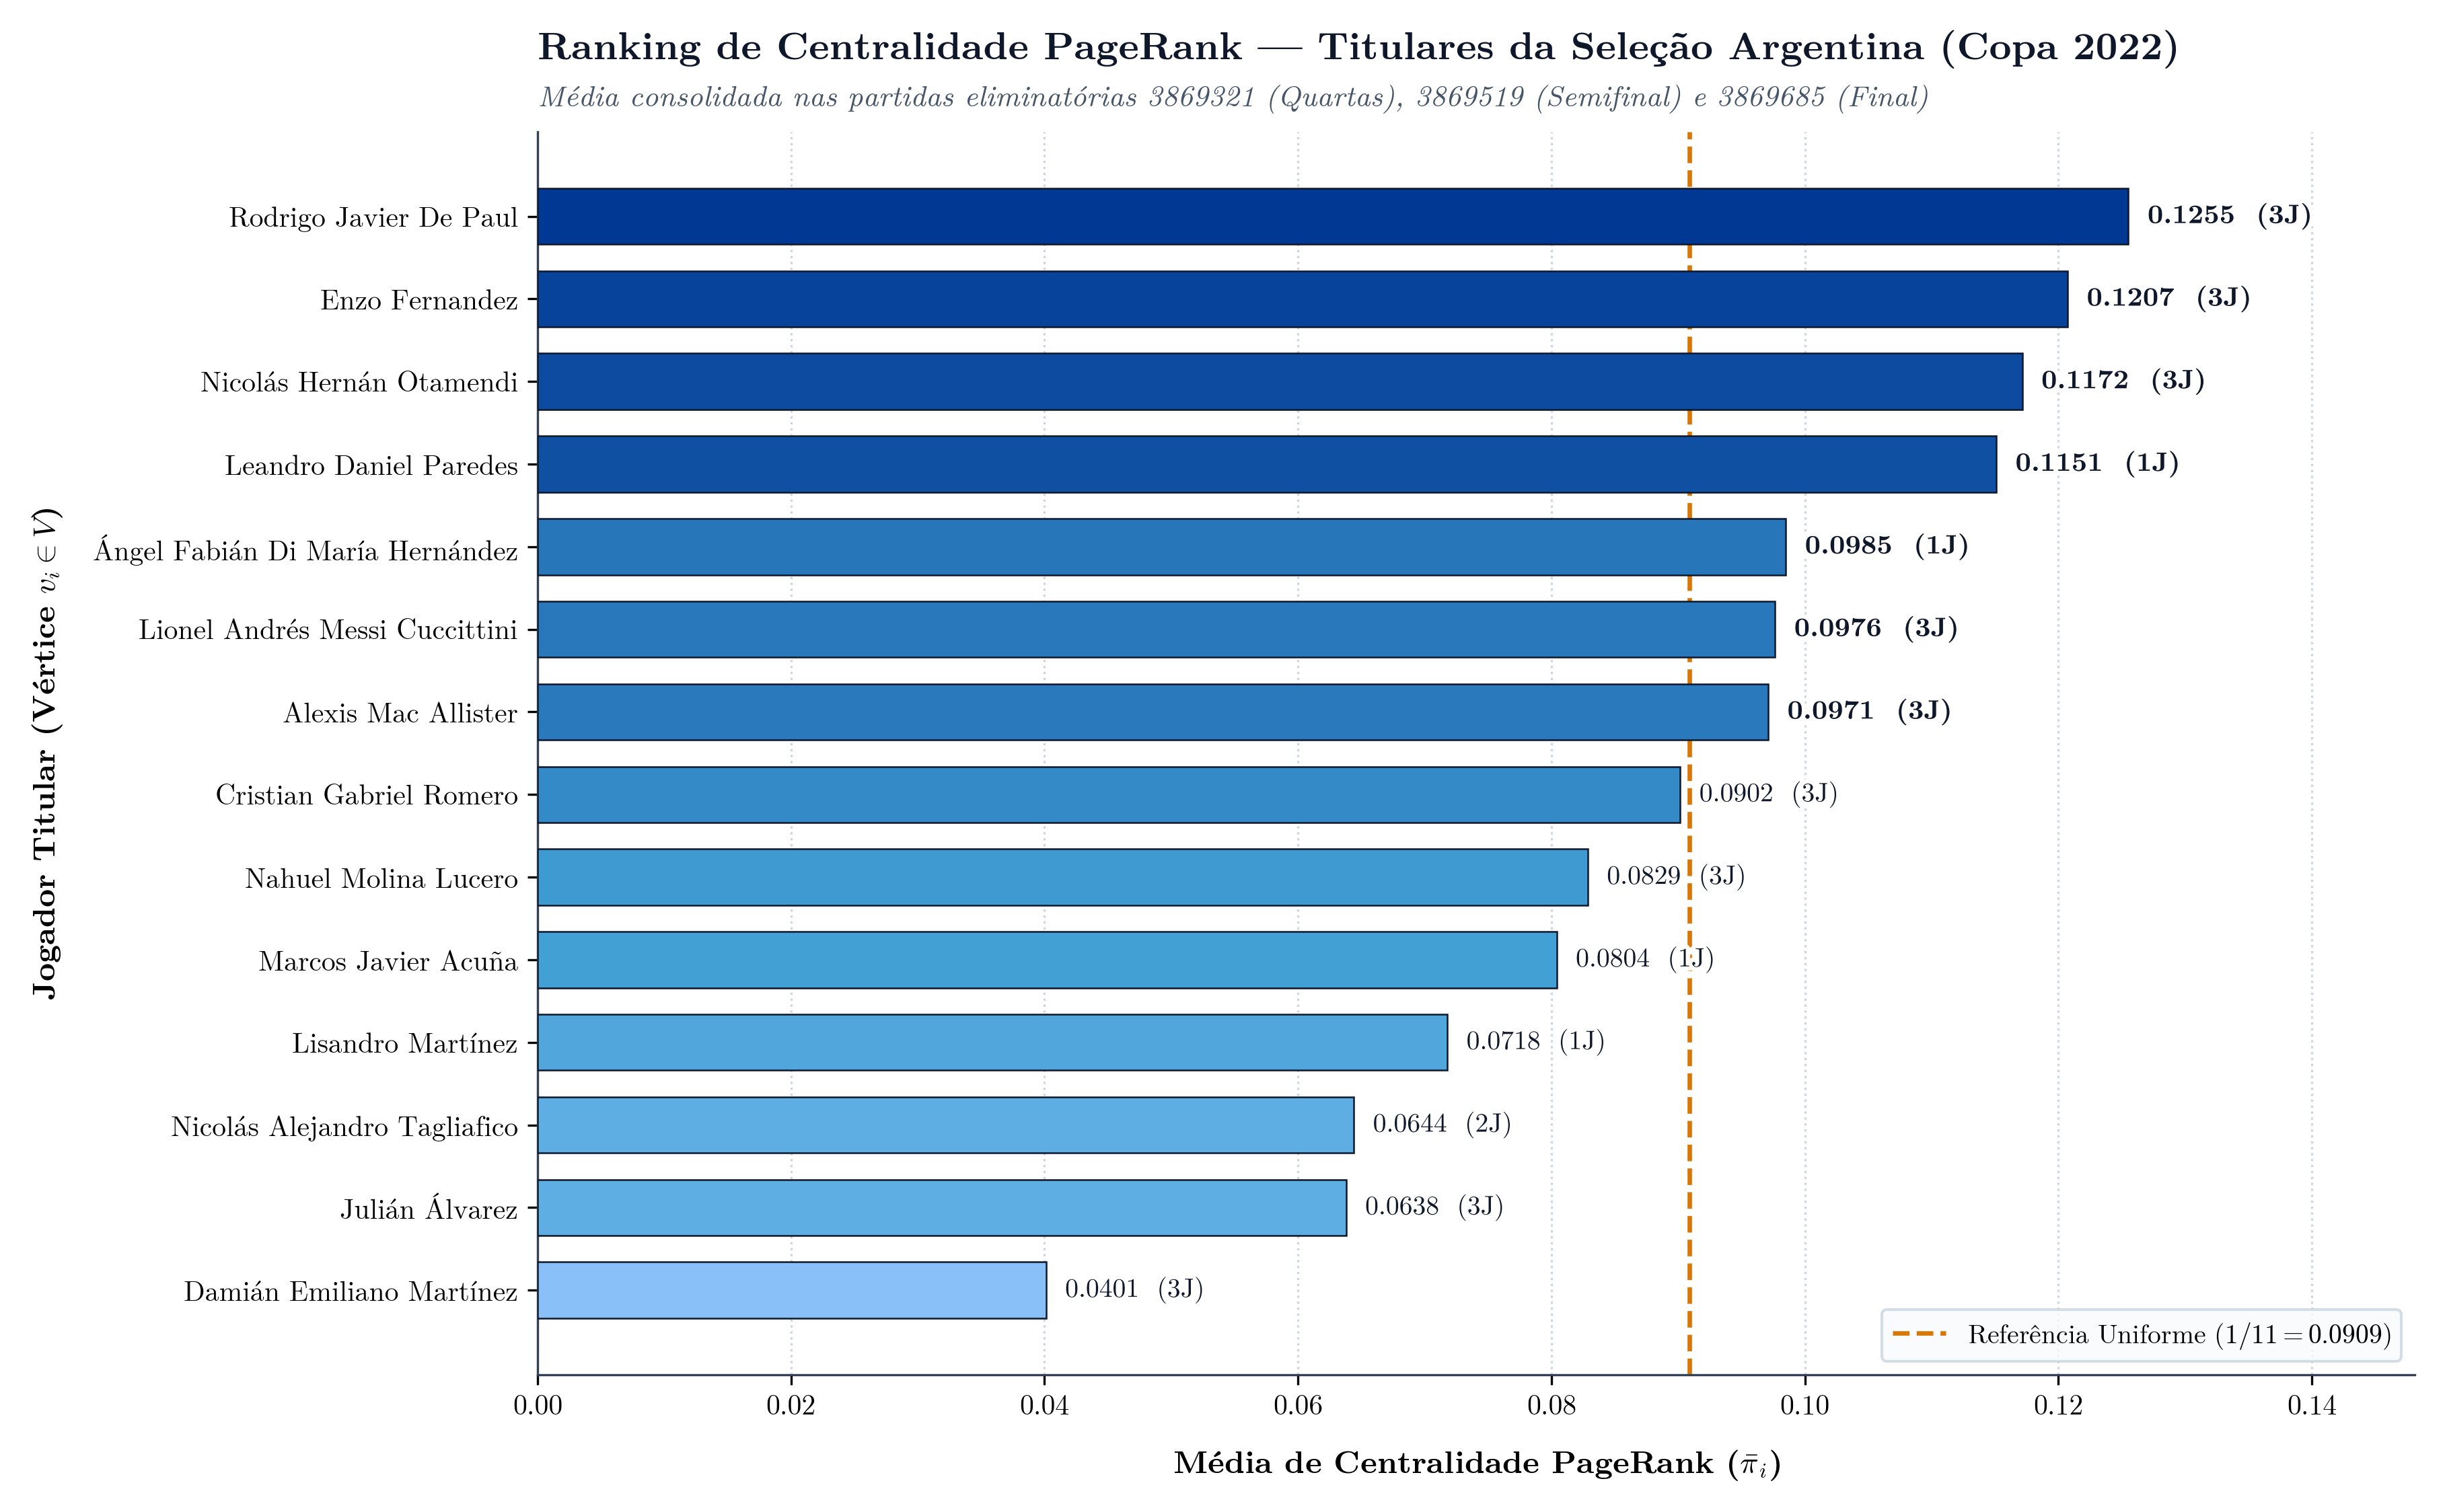 Ranking de Centralidade PageRank — Titulares da Seleção Argentina (Copa 2022)
Média consolidada nas partidas eliminatórias 3869321 (Quartas), 3869519 (Semifinal) e 3869685 (Final)
Jogador Titular (Vértice $v_i \in V$)
Rodrigo Javier De Paul 0.1255 (3J)
Enzo Fernandez 0.1207 (3J)
Nicolás Hernán Otamendi 0.1172 (3J)
Leandro Daniel Paredes 0.1151 (1J)
Ángel Fabián Di María Hernández 0.0985 (1J)
Lionel Andrés Messi Cuccittini 0.0976 (3J)
Alexis Mac Allister 0.0971 (3J)
Cristian Gabriel Romero 0.0902 (3J)
Nahuel Molina Lucero 0.0829 (3J)
Marcos Javier Acuña 0.0804 (1J)
Lisandro Martínez 0.0718 (1J)
Nicolás Alejandro Tagliafico 0.0644 (2J)
Julián Álvarez 0.0638 (3J)
Damián Emiliano Martínez 0.0401 (3J)
Referência Uniforme (1/11 = 0.0909)
0.00 0.02 0.04 0.06 0.08 0.10 0.12 0.14
Média de Centralidade PageRank ($\bar{\pi}_i$)